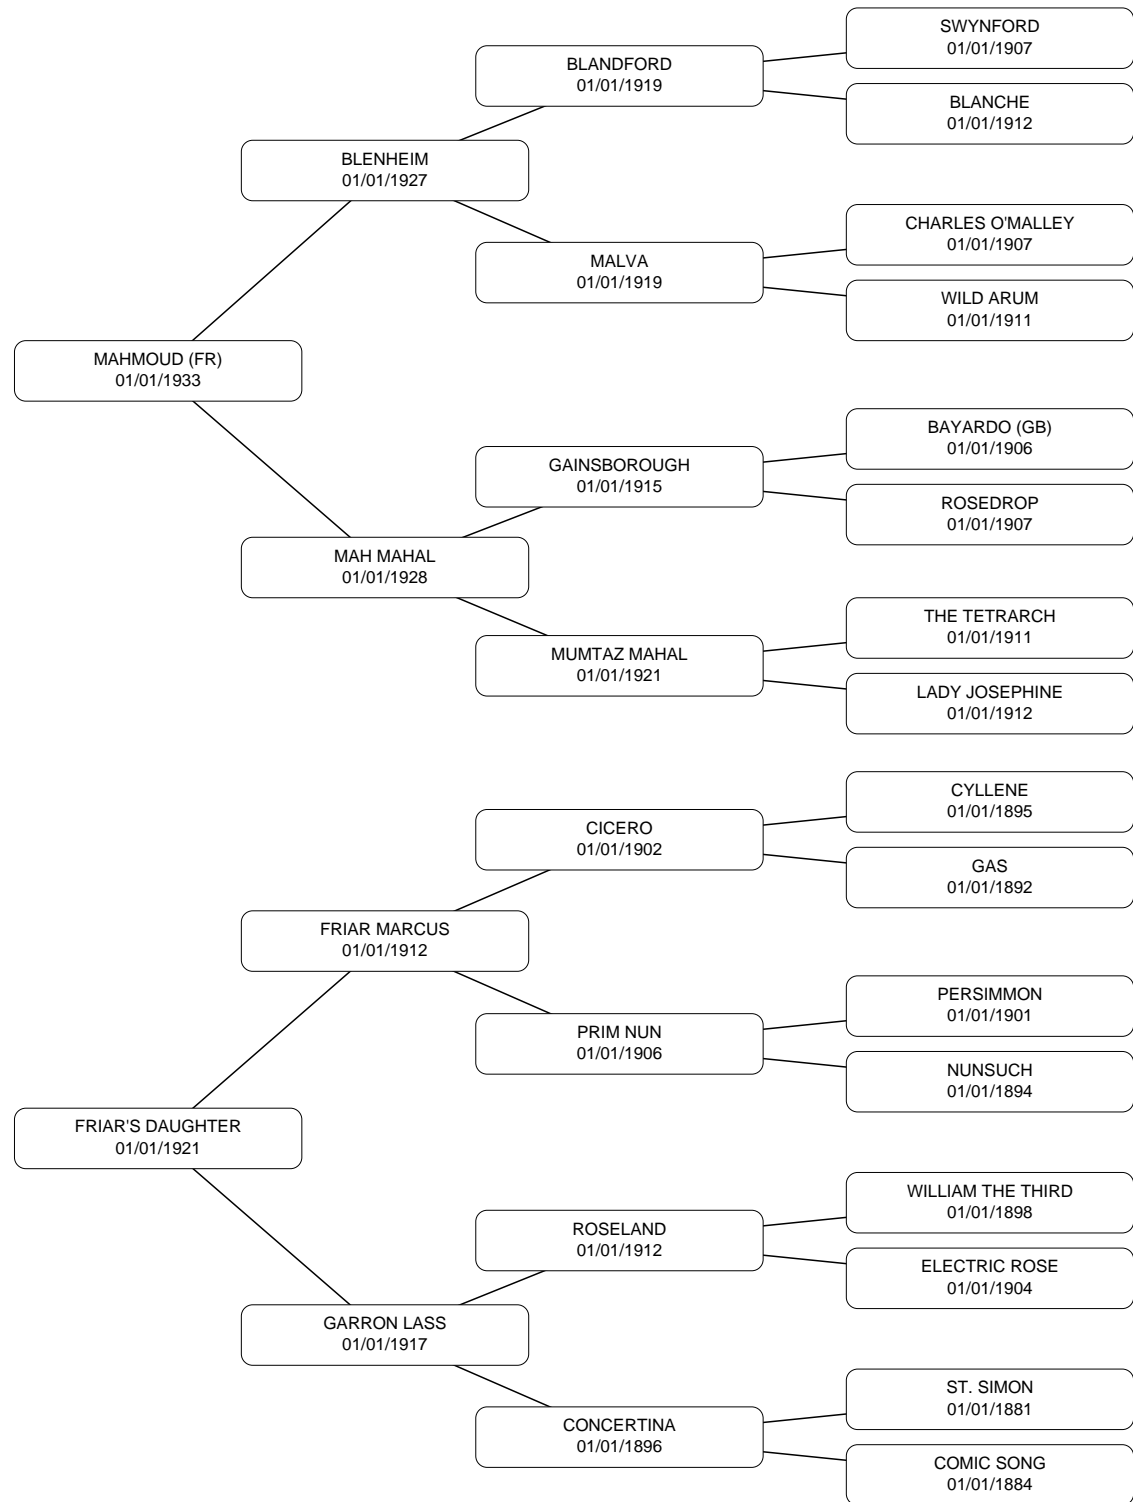 SWYNFORD
01/01/1907
BLANDFORD
01/01/1919
BLANCHE
01/01/1912
BLENHEIM
01/01/1927
CHARLES O'MALLEY
01/01/1907
MALVA
01/01/1919
WILD ARUM
01/01/1911
MAHMOUD (FR)
01/01/1933
BAYARDO (GB)
01/01/1906
GAINSBOROUGH
01/01/1915
ROSEDROP
01/01/1907
MAH MAHAL
01/01/1928
THE TETRARCH
01/01/1911
MUMTAZ MAHAL
01/01/1921
LADY JOSEPHINE
01/01/1912
CYLLENE
01/01/1895
CICERO
01/01/1902
GAS
01/01/1892
FRIAR MARCUS
01/01/1912
PERSIMMON
01/01/1901
PRIM NUN
01/01/1906
NUNSUCH
01/01/1894
FRIAR'S DAUGHTER
01/01/1921
WILLIAM THE THIRD
01/01/1898
ROSELAND
01/01/1912
ELECTRIC ROSE
01/01/1904
GARRON LASS
01/01/1917
ST. SIMON
01/01/1881
CONCERTINA
01/01/1896
COMIC SONG
01/01/1884